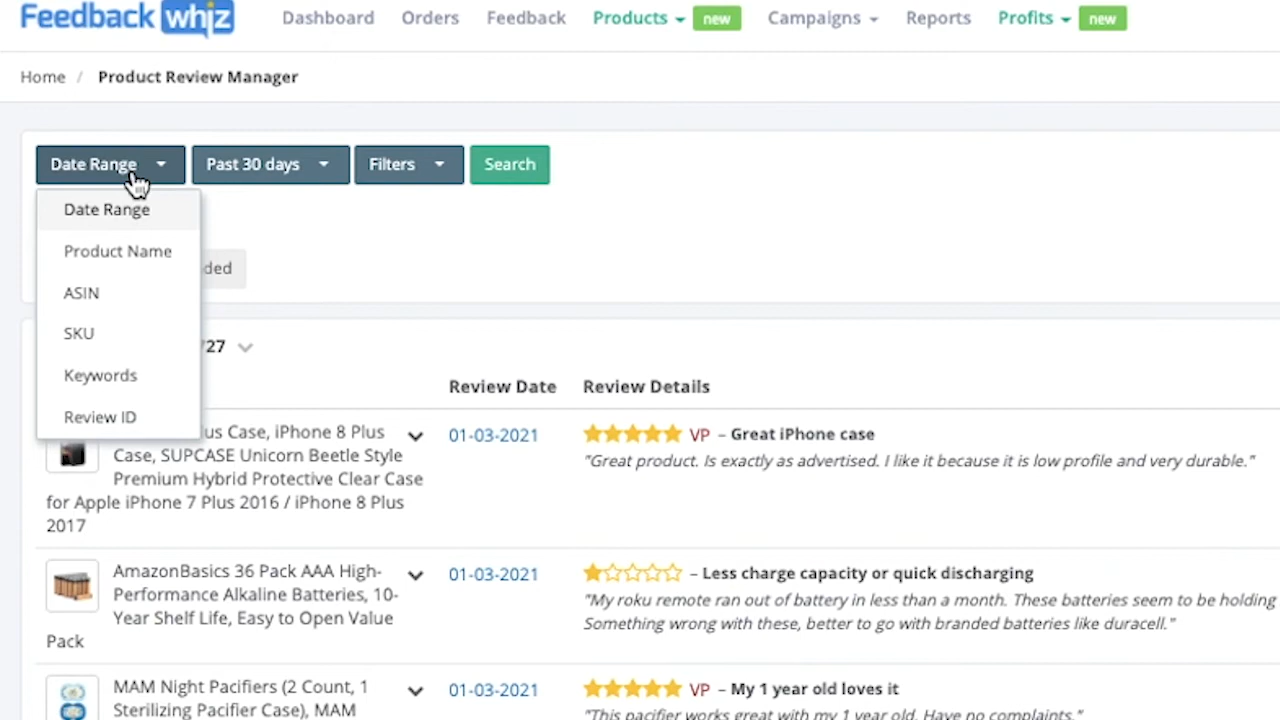 Feedback whiz Dashboard Orders Feedback Products new Campaigns Reports Profits new
Home / Product Review Manager
Date Range Past 30 days Filters Search
Date Range
Product Name
ded
ASIN
SKU
'27
Keywords
Review Date Review Details
Review ID
us Case, iPhone 8 Plus
Case, SUPCASE Unicorn Beetle Style
Premium Hybrid Protective Clear Case
for Apple iPhone 7 Plus 2016 / iPhone 8 Plus
2017
01-03-2021
VP – Great iPhone case
"Great product. Is exactly as advertised. I like it because it is low profile and very durable."
AmazonBasics 36 Pack AAA High-
Performance Alkaline Batteries, 10-
Year Shelf Life, Easy to Open Value
Pack
01-03-2021
– Less charge capacity or quick discharging
"My roku remote ran out of battery in less than a month. These batteries seem to be holding
Something wrong with these, better to go with branded batteries like duracell."
MAM Night Pacifiers (2 Count, 1
Sterilizing Pacifier Case), MAM
01-03-2021
VP – My 1 year old loves it
"This pacifier works great with my 1 year old. Have no complaints."